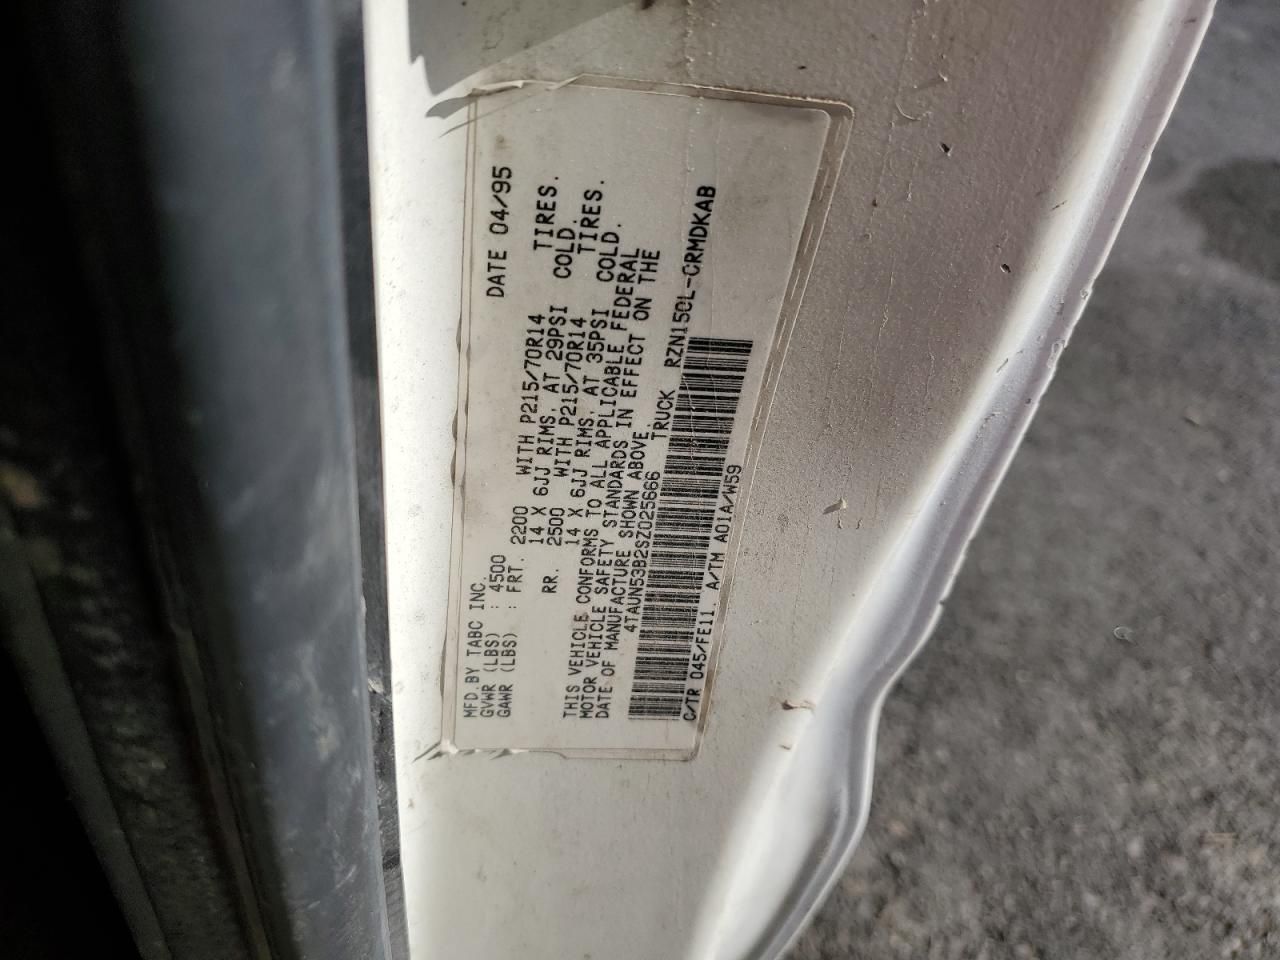 MFD.BY TABC INC. DATE 04/95
GVWR (LBS) : 4500
GAWR (LBS) : FRT. 2200 WITH P215/70R14 TIRES.
14 X 6JJ RIMS, AT 29PSI COLD.
RR. 2500 WITH P215/70R14 TIRES.
14 X 6JJ RIMS, AT 35PSI COLD.
THIS VEHICLE CONFORMS TO ALL APPLICABLE FEDERAL
MOTOR VEHICLE SAFETY STANDARDS IN EFFECT ON THE
DATE OF MANUFACTURE SHOWN ABOVE.
4TAUN53B2SZ025666 TRUCK RZN150L-CRMDKAB
C/TR 045/FE11 A/TM A01A/W59